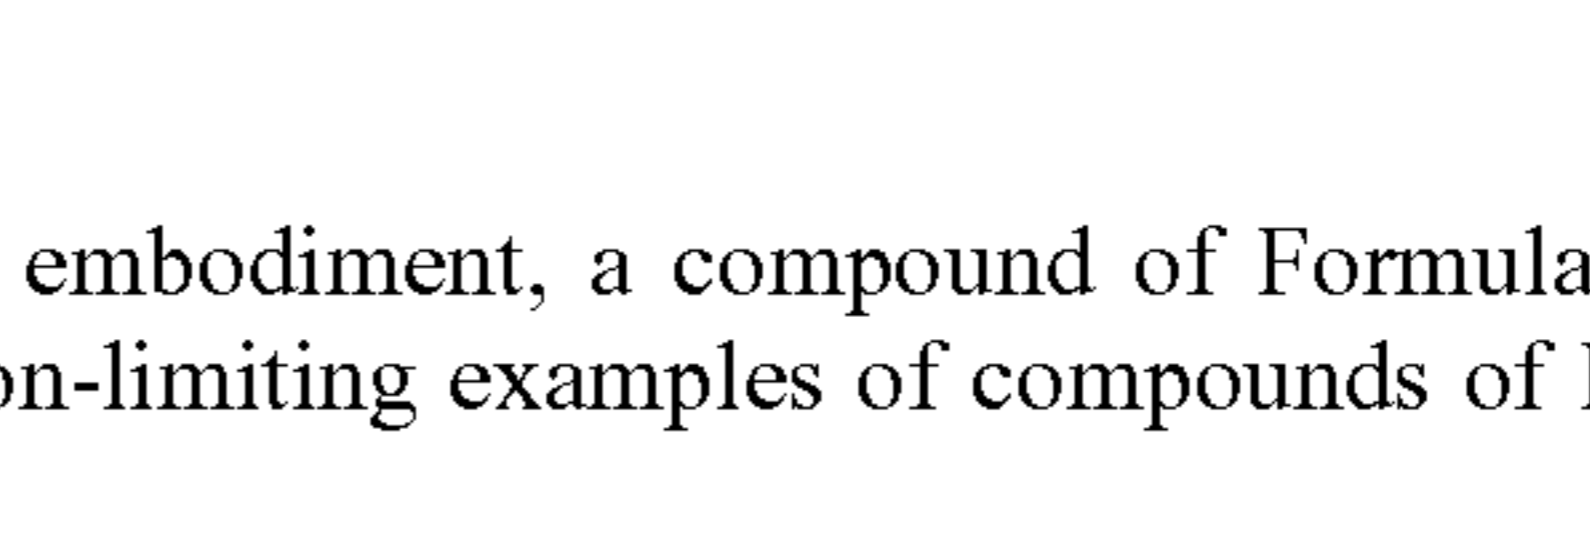 embodiment, a compound of Formula
on-limiting examples of compounds of